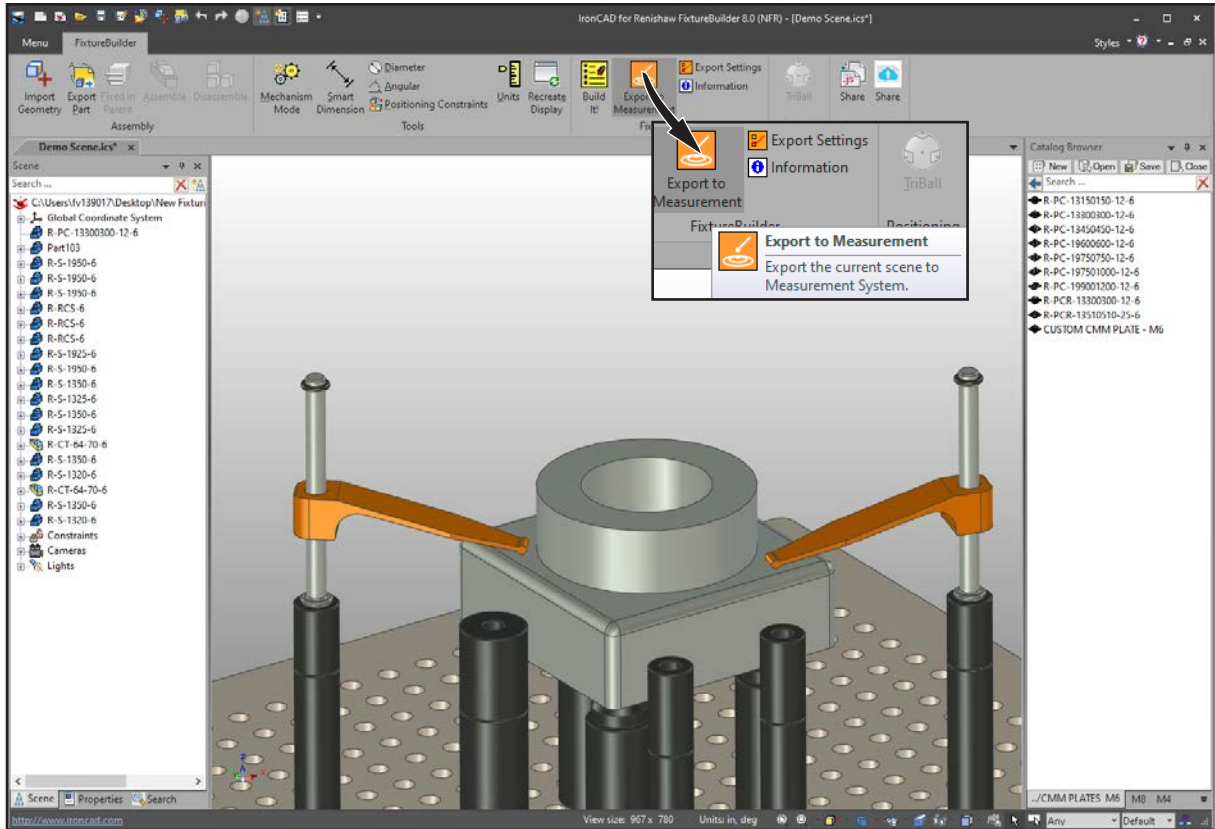 IronCAD for Renishaw FixtureBuilder 8.0 (NFR) - [Demo Scene.ics*]
Menu FixtureBuilder Styles
Import Geometry
Export Part
Fixed in Parent
Assemble
Disassemble
Assembly
Mechanism Mode
Smart Dimension
Diameter
Angular
Positioning Constraints
Units
Recreate Display
Tools
Build It!
Export to Measurement
Export Settings
Information
TriBall
Share
Share
Export to Measurement
Export Settings
Information
TriBall
FixtureBuilder
Positioning
Export to Measurement
Export the current scene to
Measurement System.
Demo Scene.ics* x
Scene
Search ...
C:\Users\fv139017\Desktop\New Fixturi
Global Coordinate System
R-PC-13300300-12-6
Part103
R-S-1950-6
R-S-1950-6
R-S-1950-6
R-RCS-6
R-RCS-6
R-RCS-6
R-S-1925-6
R-S-1950-6
R-S-1350-6
R-S-1325-6
R-S-1350-6
R-S-1325-6
R-CT-64-70-6
R-S-1350-6
R-S-1320-6
R-CT-64-70-6
R-S-1350-6
R-S-1320-6
Constraints
Cameras
Lights
Scene Properties Search
Catalog Browser
New Open Save Close
Search ...
R-PC-13150150-12-6
R-PC-13300300-12-6
R-PC-13450450-12-6
R-PC-19600600-12-6
R-PC-19750750-12-6
R-PC-197501000-12-6
R-PC-199001200-12-6
R-PCR-13300300-12-6
R-PCR-13510510-25-6
CUSTOM CMM PLATE - M6
../CMM PLATES M6 M8 M4
http://www.ironcad.com
View size: 967 x 780 Units: in, deg
Any Default